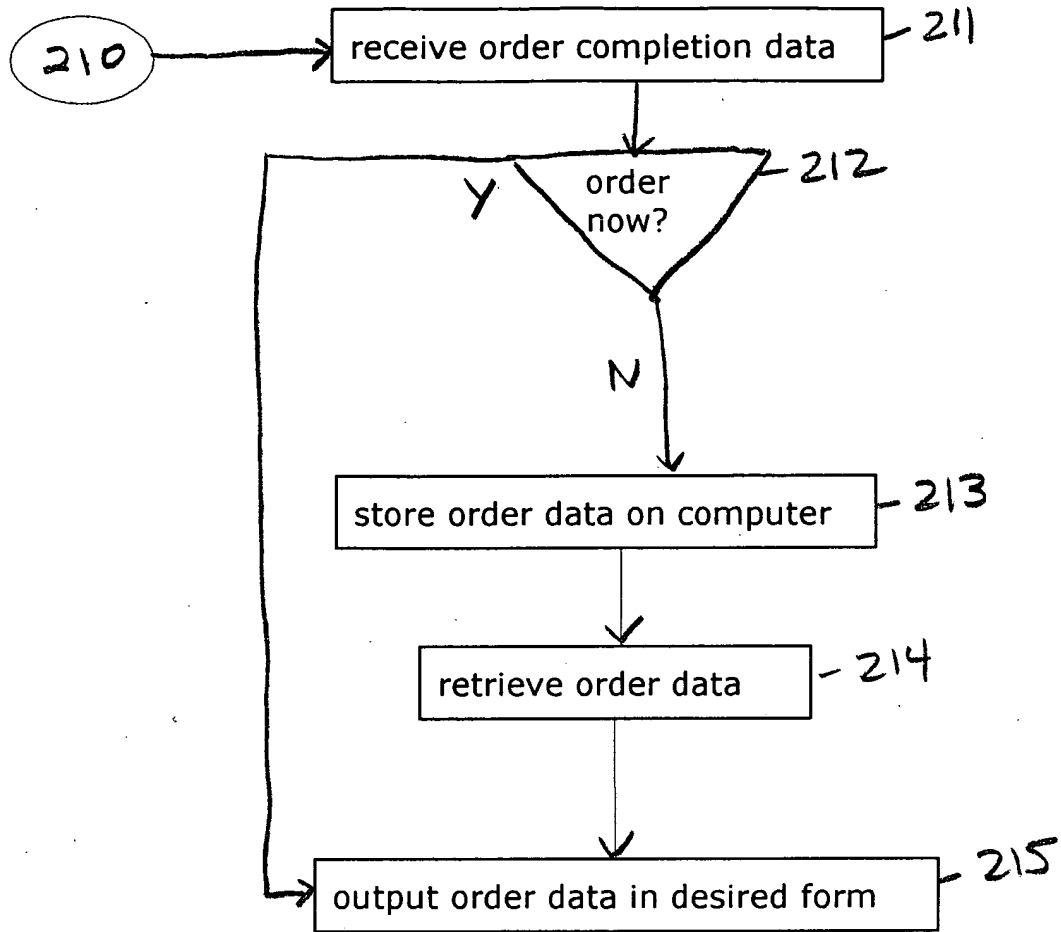 210
receive order completion data
211
order
now?
212
Y
N
store order data on computer
213
retrieve order data
214
output order data in desired form
215